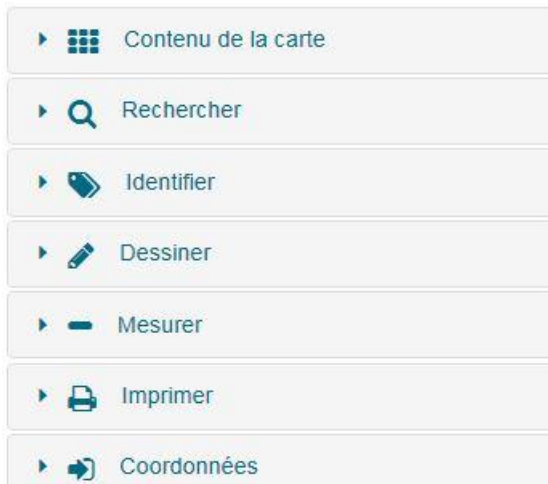 Contenu de la carte
Rechercher
Identifier
Dessiner
Mesurer
Imprimer
Coordonnées